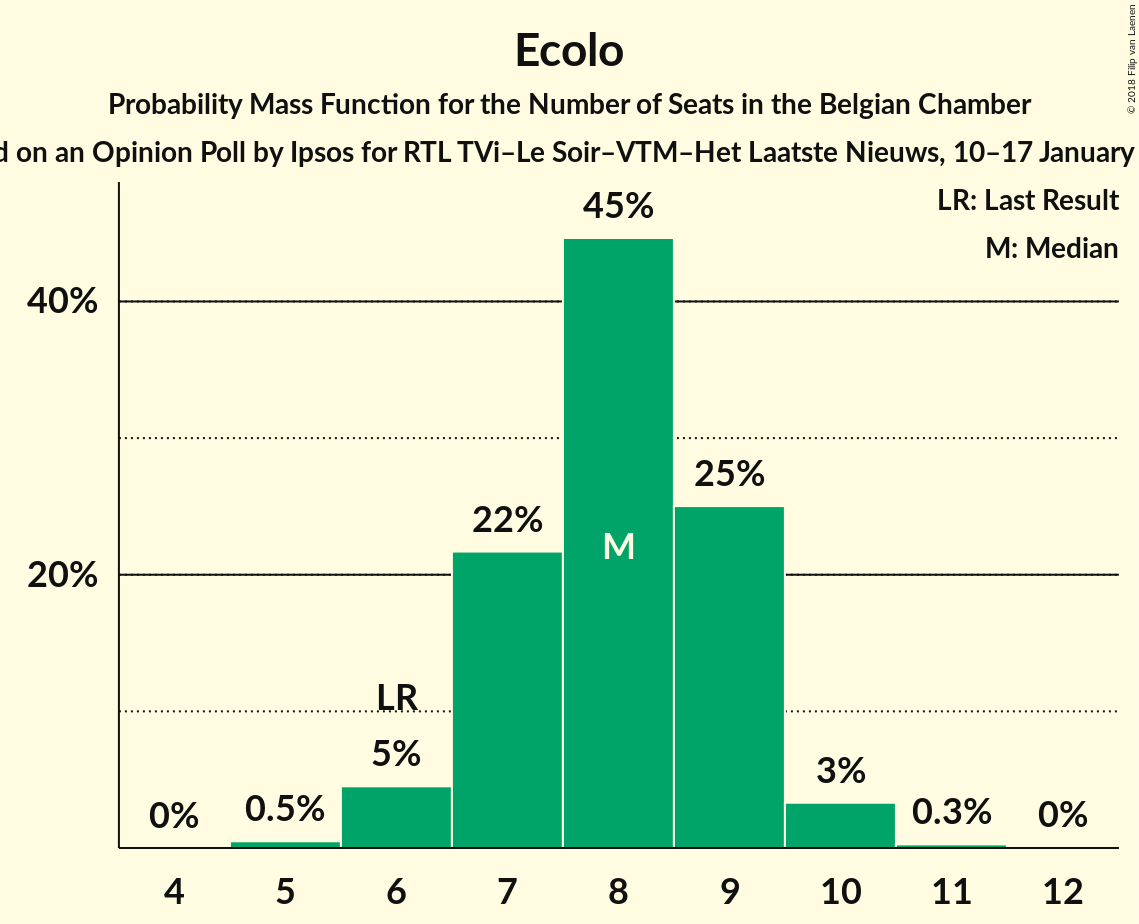 Ecolo
Probability Mass Function for the Number of Seats in the Belgian Chamber
on an Opinion Poll by Ipsos for RTL TVi–Le Soir–VTM–Het Laatste Nieuws, 10–17 January
© 2018 Filip van Laenen
LR: Last Result
M: Median
45%
40%
25%
22%
M
20%
LR
5%
3%
0%
0.5%
0.3%
0%
4 5 6 7 8 9 10 11 12